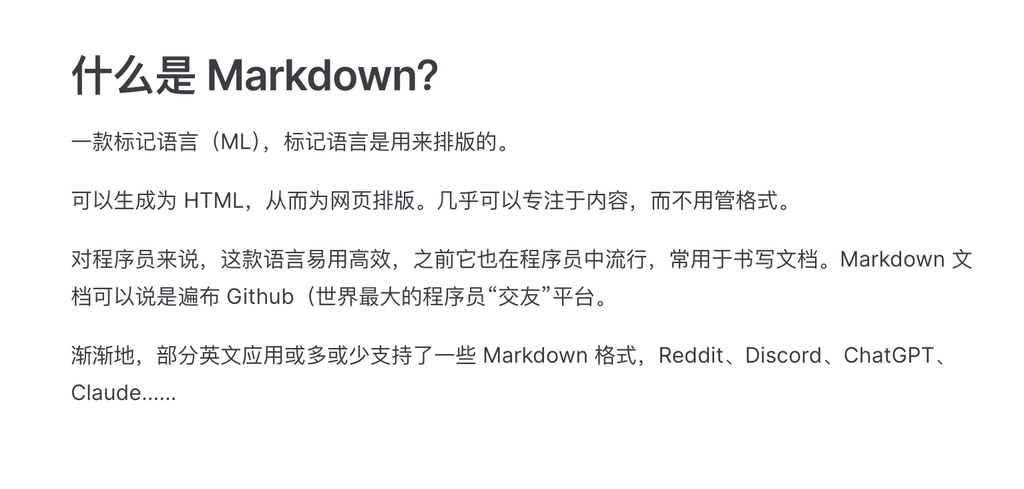 什么是 Markdown?
一款标记语言（ML），标记语言是用来排版的。
可以生成为 HTML，从而为网页排版。几乎可以专注于内容，而不用管格式。
对程序员来说，这款语言易用高效，之前它也在程序员中流行，常用于书写文档。Markdown 文
档可以说是遍布 Github（世界最大的程序员“交友”平台。
渐渐地，部分英文应用或多或少支持了一些 Markdown 格式，Reddit、Discord、ChatGPT、
Claude……